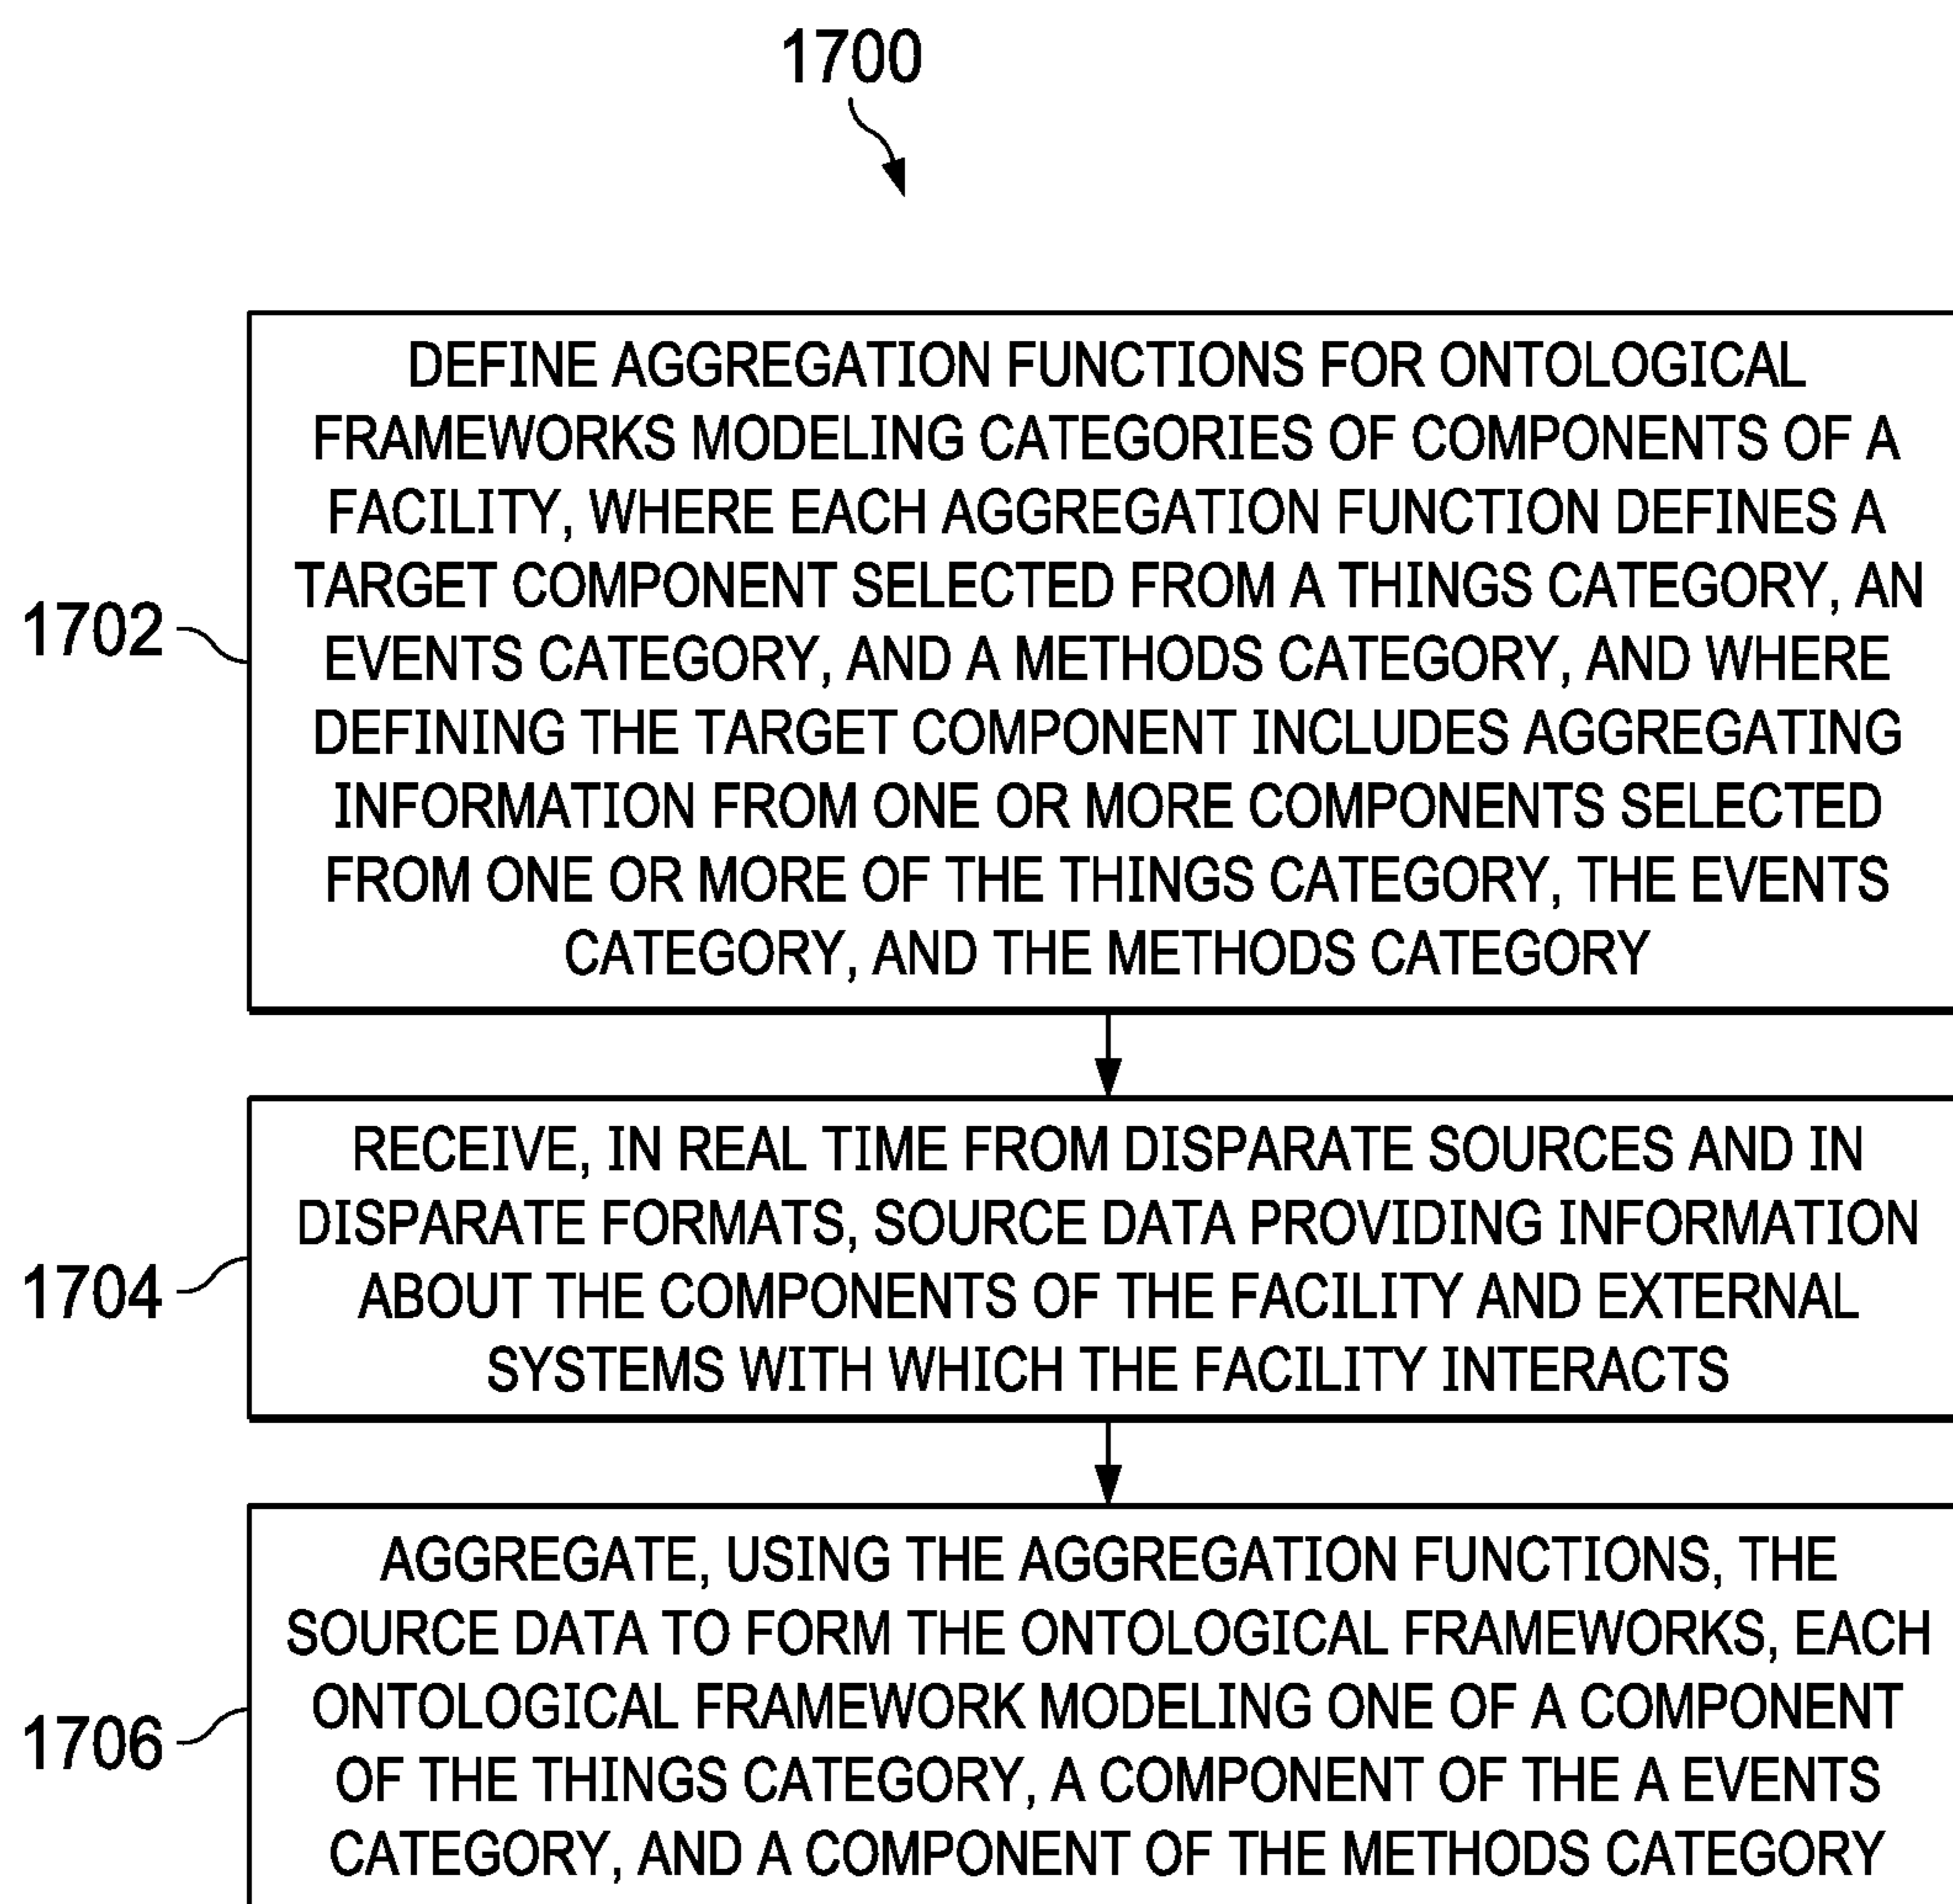 1700
DEFINE AGGREGATION FUNCTIONS FOR ONTOLOGICAL
FRAMEWORKS MODELING CATEGORIES OF COMPONENTS OF A
FACILITY, WHERE EACH AGGREGATION FUNCTION DEFINES A
TARGET COMPONENT SELECTED FROM A THINGS CATEGORY, AN
EVENTS CATEGORY, AND A METHODS CATEGORY, AND WHERE
DEFINING THE TARGET COMPONENT INCLUDES AGGREGATING
INFORMATION FROM ONE OR MORE COMPONENTS SELECTED
FROM ONE OR MORE OF THE THINGS CATEGORY, THE EVENTS
CATEGORY, AND THE METHODS CATEGORY
1702
RECEIVE, IN REAL TIME FROM DISPARATE SOURCES AND IN
DISPARATE FORMATS, SOURCE DATA PROVIDING INFORMATION
ABOUT THE COMPONENTS OF THE FACILITY AND EXTERNAL
SYSTEMS WITH WHICH THE FACILITY INTERACTS
1704
AGGREGATE, USING THE AGGREGATION FUNCTIONS, THE
SOURCE DATA TO FORM THE ONTOLOGICAL FRAMEWORKS, EACH
ONTOLOGICAL FRAMEWORK MODELING ONE OF A COMPONENT
OF THE THINGS CATEGORY, A COMPONENT OF THE A EVENTS
CATEGORY, AND A COMPONENT OF THE METHODS CATEGORY
1706